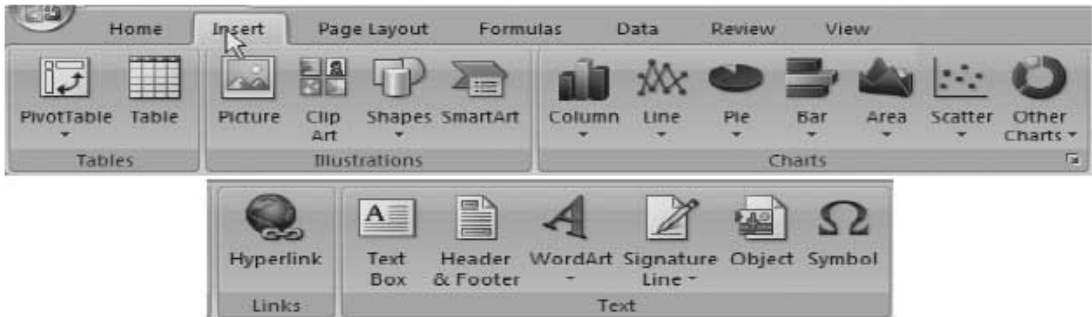 Home Insert Page Layout Formulas Data Review View
PivotTable Table Picture Clip Art Shapes SmartArt Column Line Pie Bar Area Scatter Other Charts
Tables Illustrations Charts
Hyperlink Text Box Header & Footer WordArt Signature Line Object Symbol
Links Text